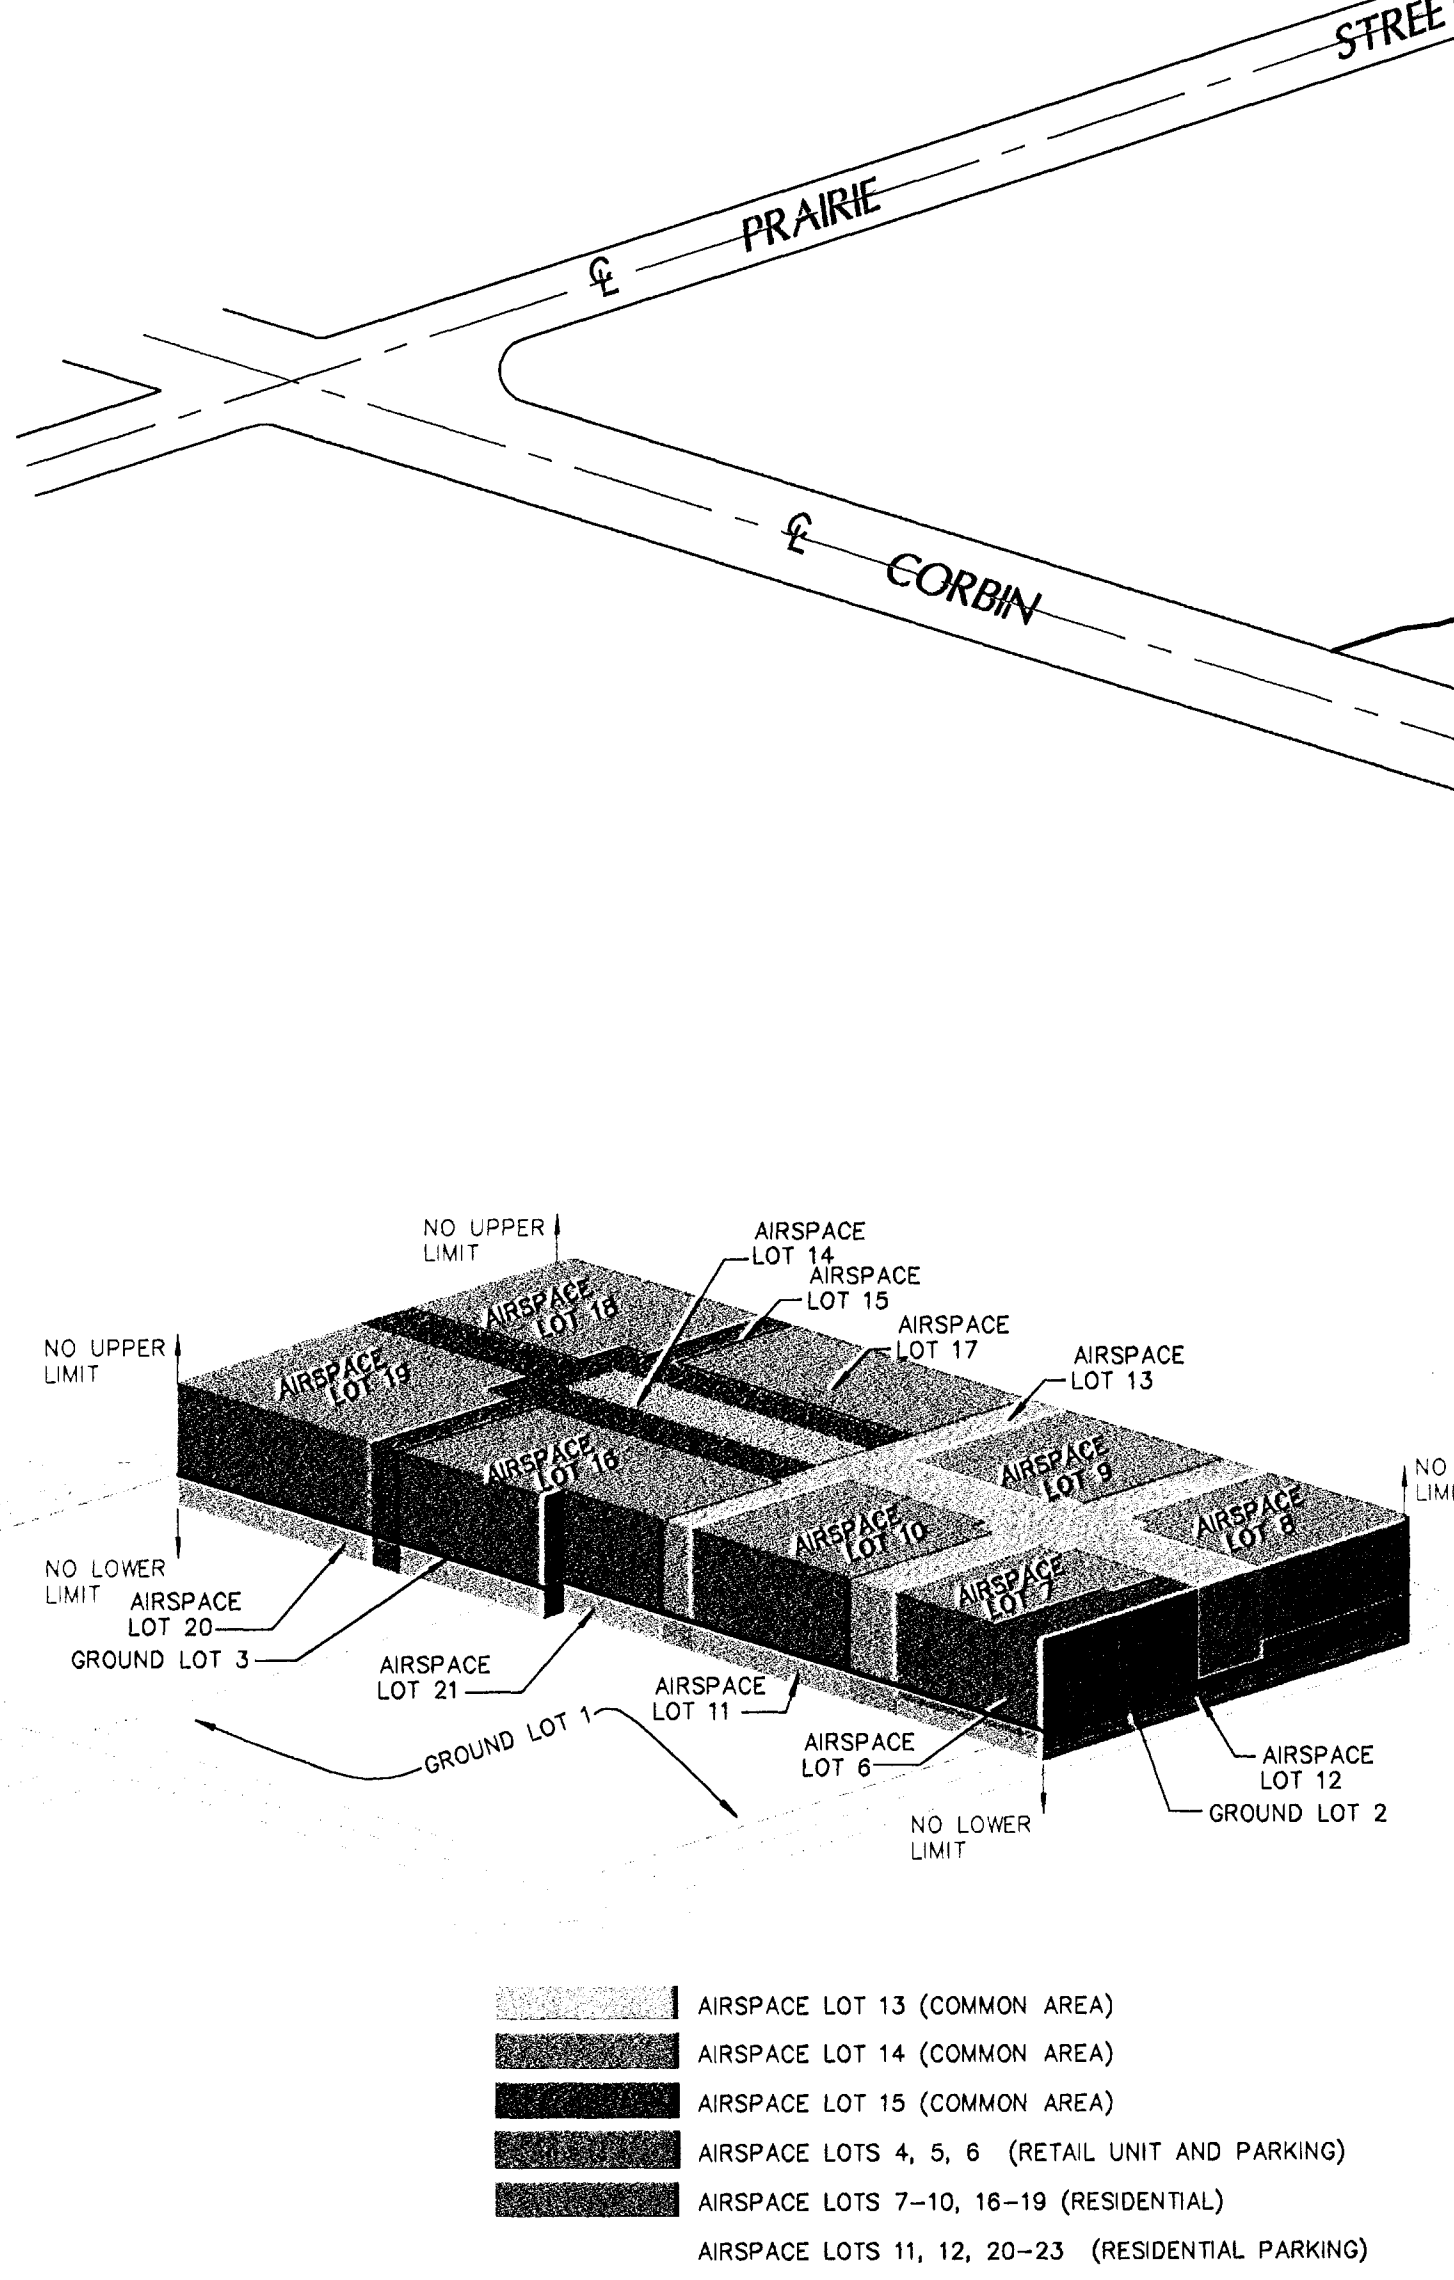 STREE
PRAIRIE
℄
℄
CORBIN
NO UPPER
LIMIT
AIRSPACE
LOT 14
AIRSPACE
LOT 15
AIRSPACE
LOT 17
AIRSPACE
LOT 13
NO UPPER
LIMIT
AIRSPACE
LOT 18
AIRSPACE
LOT 19
AIRSPACE
LOT 16
AIRSPACE
LOT 9
AIRSPACE
LOT 10
AIRSPACE
LOT 8
AIRSPACE
LOT 7
NO
LIMI
NO LOWER
LIMIT
AIRSPACE
LOT 20
GROUND LOT 3
AIRSPACE
LOT 21
AIRSPACE
LOT 11
GROUND LOT 1
AIRSPACE
LOT 6
AIRSPACE
LOT 12
GROUND LOT 2
NO LOWER
LIMIT
AIRSPACE LOT 13 (COMMON AREA)
AIRSPACE LOT 14 (COMMON AREA)
AIRSPACE LOT 15 (COMMON AREA)
AIRSPACE LOTS 4, 5, 6 (RETAIL UNIT AND PARKING)
AIRSPACE LOTS 7-10, 16-19 (RESIDENTIAL)
AIRSPACE LOTS 11, 12, 20-23 (RESIDENTIAL PARKING)